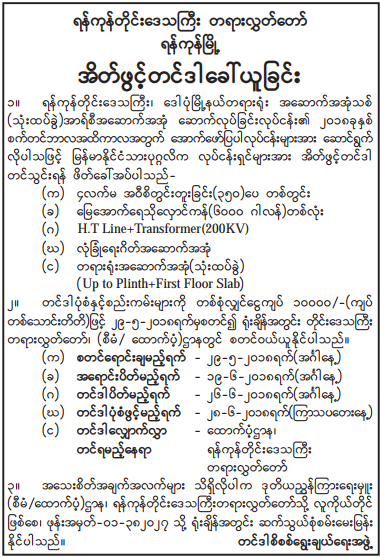 ရန်ကုန်တိုင်းဒေသကြီး တရားလွှတ်တော်
ရန်ကုန်မြို့
အိတ်ဖွင့်တင်ဒါခေါ်ယူခြင်း
၁။ ရန်ကုန်တိုင်းဒေသကြီး၊ ဒေါပုံမြို့နယ်တရားရုံး အဆောက်အအုံသစ်
(သုံးထပ်ခွဲ)အာရ်စီအဆောက်အအုံ ဆောက်လုပ်ခြင်းလုပ်ငန်း၏ ၂၀၁၈ခုနှစ်
စက်တင်ဘာလအထိကာလအတွက် အောက်ဖော်ပြပါလုပ်ငန်းများအား ဆောင်ရွက်
လိုပါသဖြင့် မြန်မာနိုင်ငံသားပုဂ္ဂလိက လုပ်ငန်းရှင်များအား အိတ်ဖွင့်တင်ဒါ
တင်သွင်းရန် ဖိတ်ခေါ်အပ်ပါသည်-
(က) ၄လက်မ အဝီစိတွင်းတူးခြင်း(၃၅၀)ပေ တစ်တွင်း
(ခ) မြေအောက်ရေသိုလှောင်ကန်(၆၀၀၀ ဂါလန်)တစ်လုံး
(ဂ) H.T Line+Transformer(200KV)
(ဃ) လုံခြုံရေးဂိတ်အဆောက်အအုံ
(င) တရားရုံးအဆောက်အအုံ(သုံးထပ်ခွဲ)
(Up to Plinth+First Floor Slab)
၂။ တင်ဒါပုံစံနှင့်စည်းကမ်းများကို တစ်စုံလျှင်ငွေကျပ် ၁၀၀၀၀/-(ကျပ်
တစ်သောင်းတိတိ)ဖြင့် ၂၉-၅-၂၀၁၈ရက်မှစတင်၍ ရုံးချိန်အတွင်း တိုင်းဒေသကြီး
တရားလွှတ်တော်၊ (စီမံ/ ထောက်ပံ့)ဌာနတွင် စတင်ဝယ်ယူနိုင်ပါသည်။
(က) စတင်ရောင်းချမည့်ရက် - ၂၉-၅-၂၀၁၈ရက်(အင်္ဂါနေ့)
(ခ) အရောင်းပိတ်မည့်ရက် - ၁၉-၆-၂၀၁၈ရက်(အင်္ဂါနေ့)
(ဂ) တင်ဒါပိတ်မည့်ရက် - ၂၆-၆-၂၀၁၈ရက်(အင်္ဂါနေ့)
(ဃ) တင်ဒါပုံစံဖွင့်မည့်ရက် - ၂၈-၆-၂၀၁၈ရက်(ကြာသပတေးနေ့)
(င) တင်ဒါလျှောက်လွှာ - ထောက်ပံ့ဌာန၊
တင်ရမည့်နေရာ ရန်ကုန်တိုင်းဒေသကြီး
တရားလွှတ်တော်
၃။ အသေးစိတ်အချက်အလက်များ သိရှိလိုပါက ဒုတိယညွှန်ကြားရေးမှူး
(စီမံ/ထောက်ပံ့)ဌာန၊ ရန်ကုန်တိုင်းဒေသကြီးတရားလွှတ်တော်သို့ လူကိုယ်တိုင်
ဖြစ်စေ၊ ဖုန်းအမှတ်-၀၁-၃၈၂၀၂၇ သို့ ရုံးချိန်အတွင်း ဆက်သွယ်စုံစမ်းမေးမြန်း
နိုင်ပါသည်။ တင်ဒါစိစစ်ရွေးချယ်ရေးအဖွဲ့